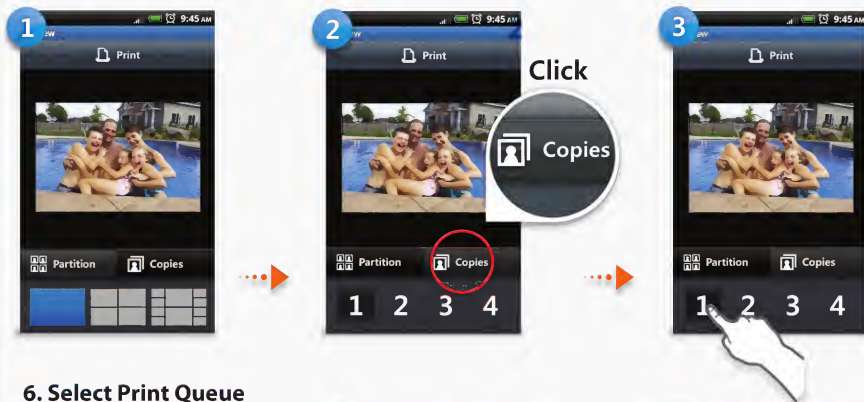 1
9:45 AM
Print
Partition
Copies
2
9:45 AM
Print
Click
Copies
Partition
Copies
1 2 3 4
3
9:45 AM
Print
Partition
Copies
1 2 3 4
6. Select Print Queue